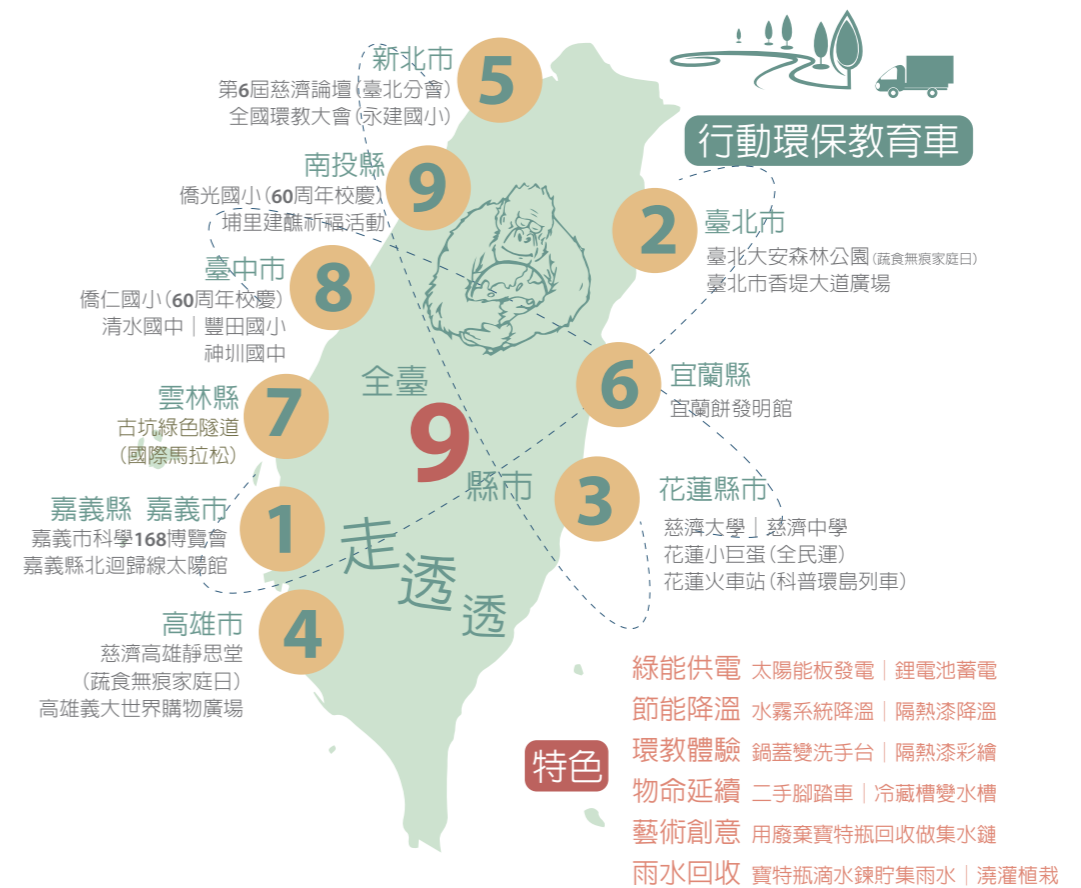 行動環保教育車
5
新北市
第6屆慈濟論壇（臺北分會）
全國環教大會（永建國小）
9
南投縣
僑光國小（60周年校慶）
埔里建醮祈福活動
2
臺北市
臺北大安森林公園（蔬食無痕家庭日）
臺北市香堤大道廣場
8
臺中市
僑仁國小（60周年校慶）
清水國中｜豐田國小
神圳國中
6
宜蘭縣
宜蘭餅發明館
7
雲林縣
古坑綠色隧道
（國際馬拉松）
全臺
9
縣市
走透透
3
花蓮縣市
慈濟大學｜慈濟中學
花蓮小巨蛋（全民運）
花蓮火車站（科普環島列車）
1
嘉義縣 嘉義市
嘉義市科學168博覽會
嘉義縣北迴歸線太陽館
4
高雄市
慈濟高雄靜思堂
（蔬食無痕家庭日）
高雄義大世界購物廣場
特色
綠能供電 太陽能板發電｜鋰電池蓄電
節能降溫 水霧系統降溫｜隔熱漆降溫
環教體驗 鍋蓋變洗手台｜隔熱漆彩繪
物命延續 二手腳踏車｜冷藏槽變水槽
藝術創意 用廢棄寶特瓶回收做集水鏈
雨水回收 寶特瓶滴水鍊貯集雨水｜澆灌植栽